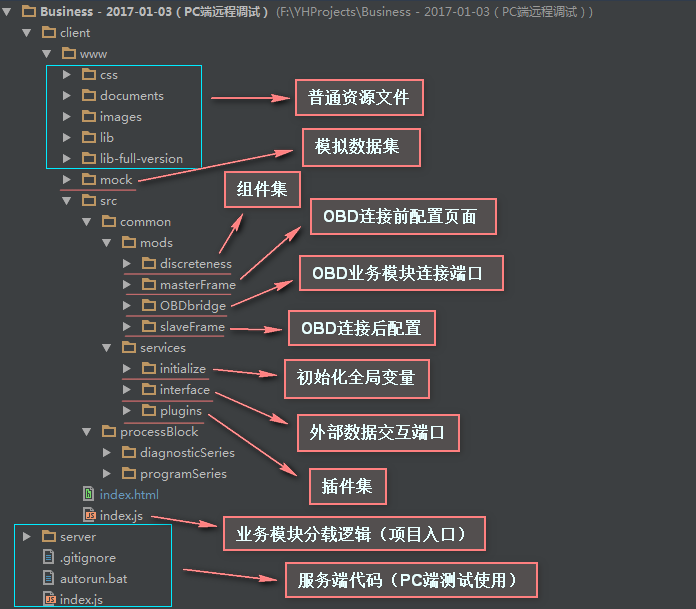 Business - 2017-01-03（PC端远程调试） (F:\YHProjects\Business - 2017-01-03（PC端远程调试）)
client
www
css
documents
普通资源文件
images
lib
模拟数据集
lib-full-version
mock
组件集
src
common
OBD连接前配置页面
mods
discreteness
OBD业务模块连接端口
masterFrame
OBDbridge
slaveFrame
OBD连接后配置
services
initialize
初始化全局变量
interface
plugins
外部数据交互端口
processBlock
diagnosticSeries
programSeries
插件集
index.html
index.js
业务模块分载逻辑（项目入口）
server
.gitignore
autorun.bat
服务端代码（PC端测试使用）
index.js